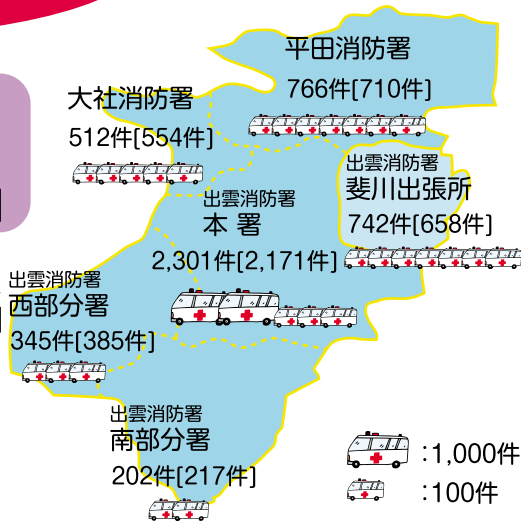 平田消防署
766件[710件]
大社消防署
512件[554件]
出雲消防署
斐川出張所
742件[658件]
出雲消防署
本 署
2,301件[2,171件]
出雲消防署
西部分署
345件[385件]
出雲消防署
南部分署
202件[217件]
:1,000件
:100件